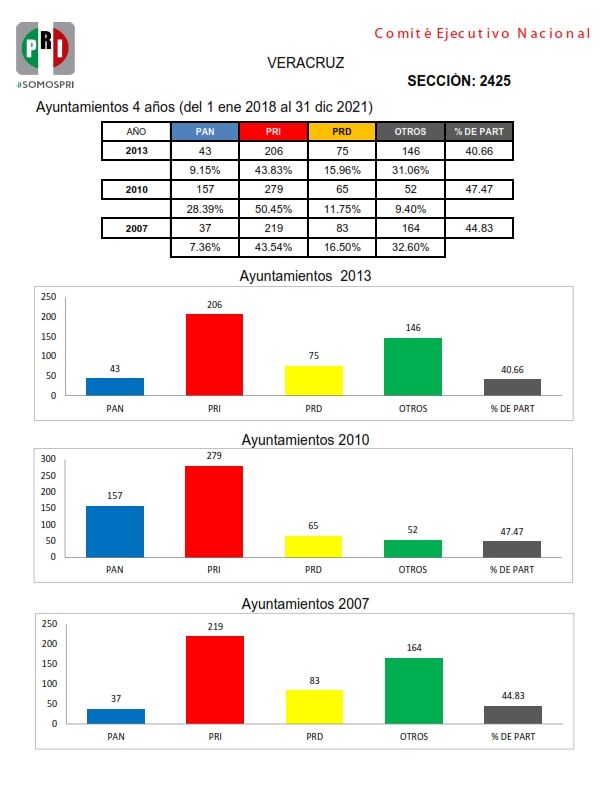 PRI
#SOMOSPRI
Comité Ejecutivo Nacional
VERACRUZ
SECCIÓN: 2425
Ayuntamientos 4 años (del 1 ene 2018 al 31 dic 2021)
AÑO PAN PRI PRD OTROS % DE PART
2013 43 206 75 146 40.66
9.15% 43.83% 15.96% 31.06%
2010 157 279 65 52 47.47
28.39% 50.45% 11.75% 9.40%
2007 37 219 83 164 44.83
7.36% 43.54% 16.50% 32.60%
Ayuntamientos 2013
250
200
150
100
50
0
43 206 75 146 40.66
PAN PRI PRD OTROS % DE PART
Ayuntamientos 2010
300
250
200
150
100
50
0
157 279 65 52 47.47
PAN PRI PRD OTROS % DE PART
Ayuntamientos 2007
250
200
150
100
50
0
37 219 83 164 44.83
PAN PRI PRD OTROS % DE PART